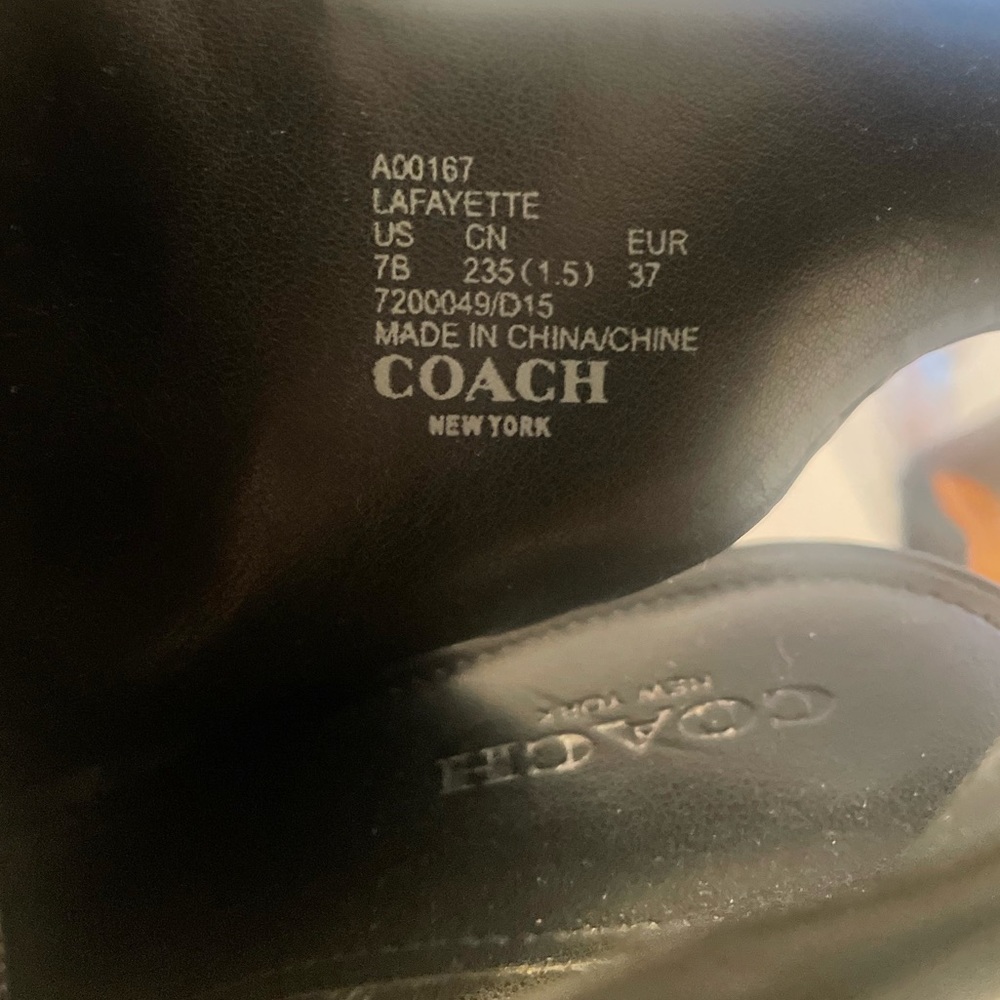 A00167
LAFAYETTE
US CN EUR
7B 235(1.5) 37
7200049/D15
MADE IN CHINA/CHINE
COACH
NEW YORK
COACH
NEW YORK